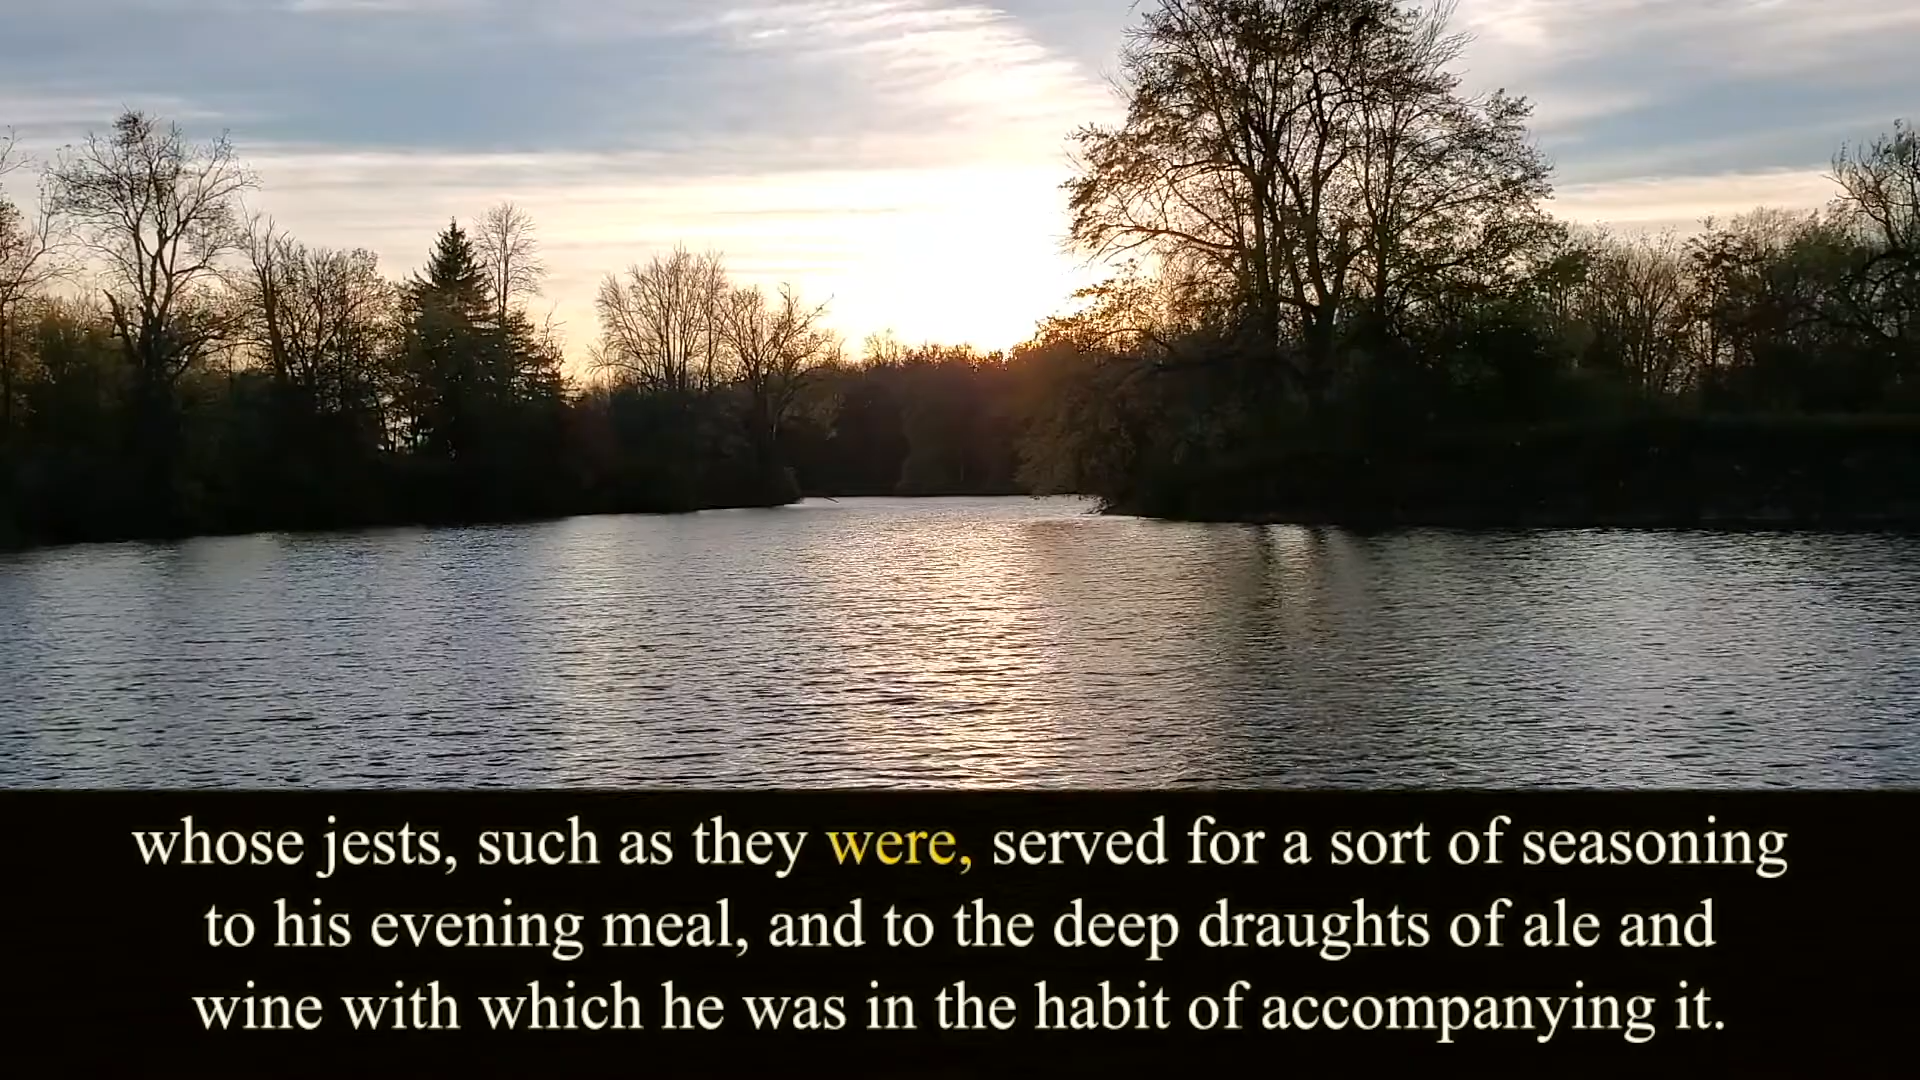 whose jests, such as they were, served for a sort of seasoning
to his evening meal, and to the deep draughts of ale and
wine with which he was in the habit of accompanying it.